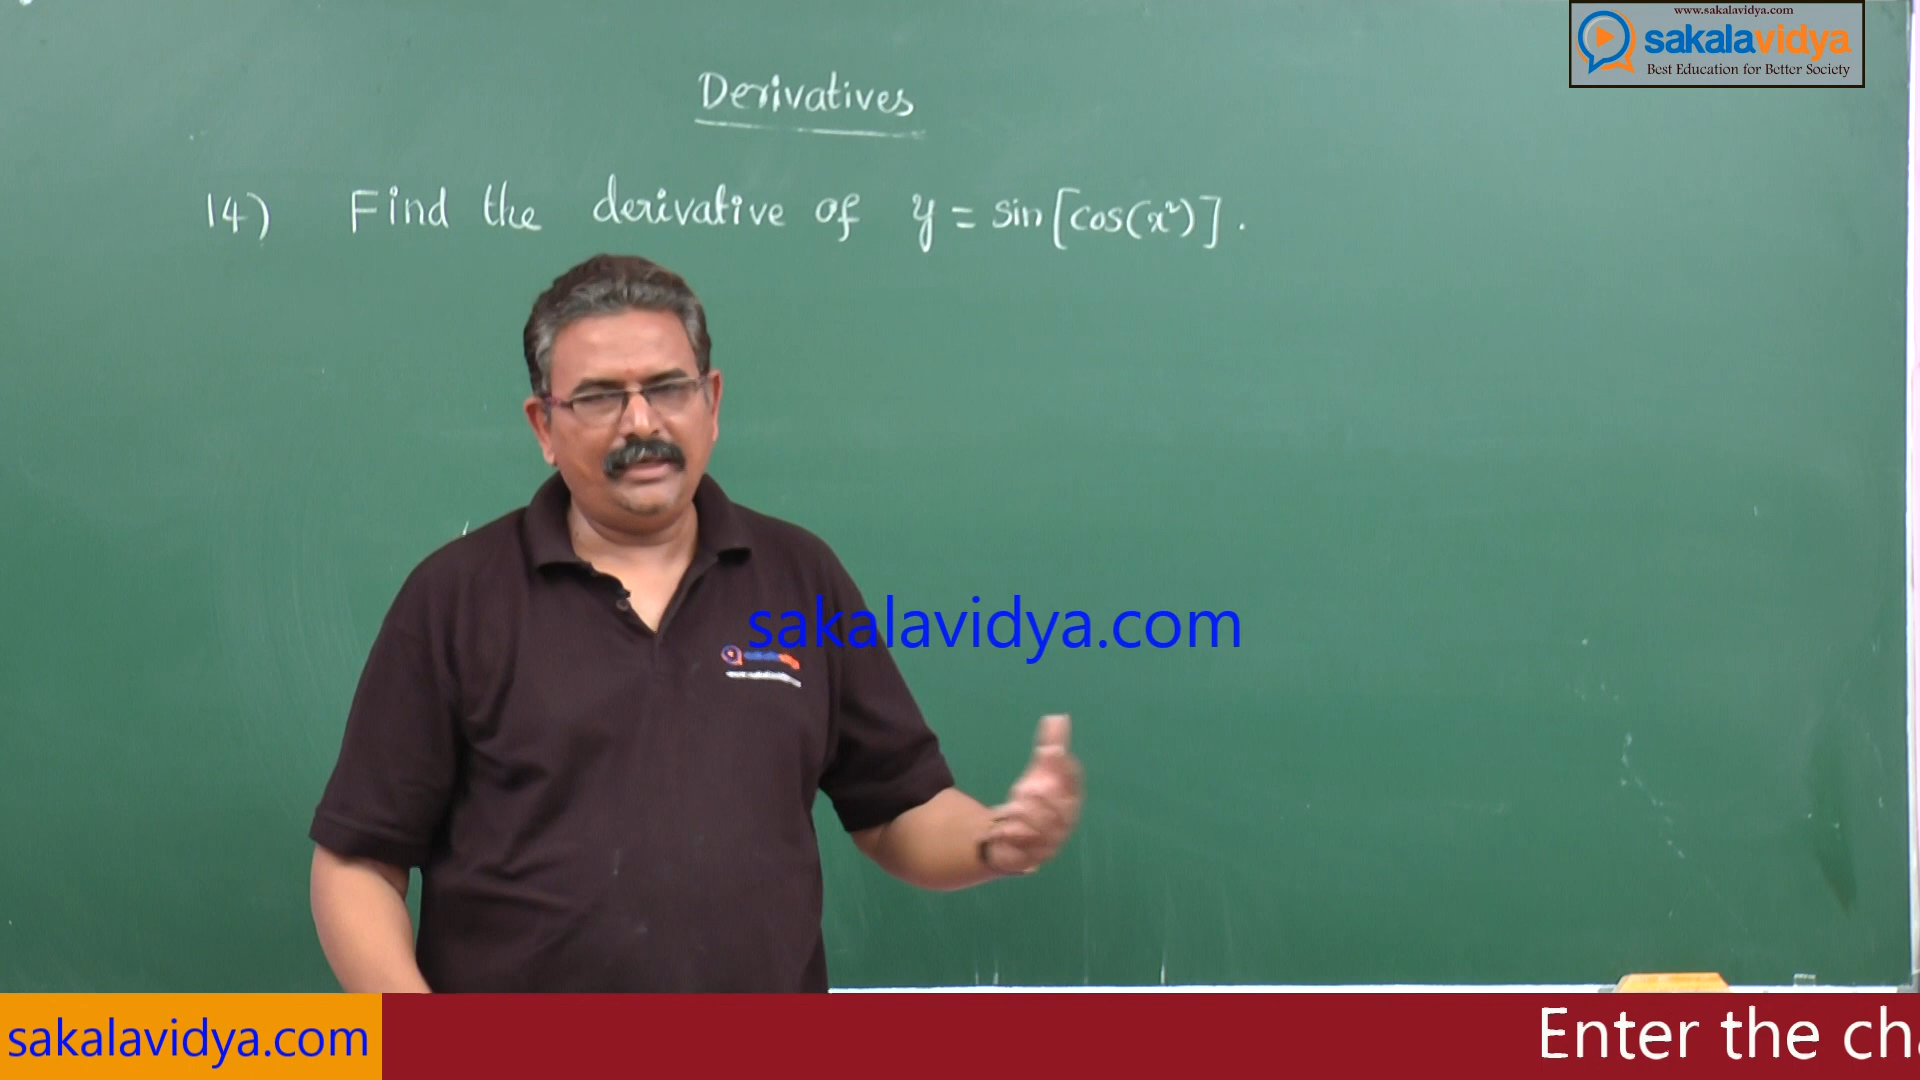 www.sakalavidya.com
sakalavidya
Best Education for Better Society
Derivatives
14) Find the derivative of y = sin[cos(x²)].
sakalavidya.com
sakalavidya.com
Enter the cha